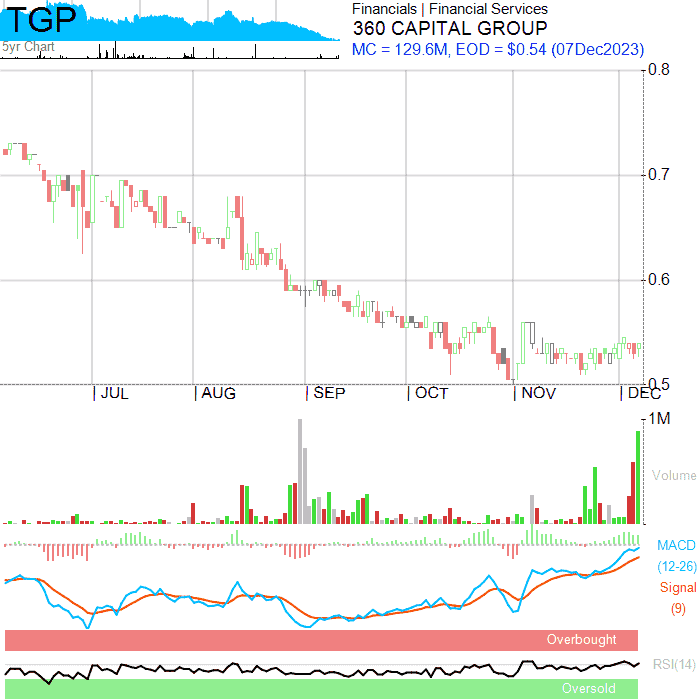 TGP
5yr Chart
Financials | Financial Services
360 CAPITAL GROUP
MC = 129.6M, EOD = $0.54 (07Dec2023)
0.8
0.7
0.6
0.5
JUL
AUG
SEP
OCT
NOV
DEC
1M
Volume
MACD
(12-26)
Signal
(9)
Overbought
RSI(14)
Oversold